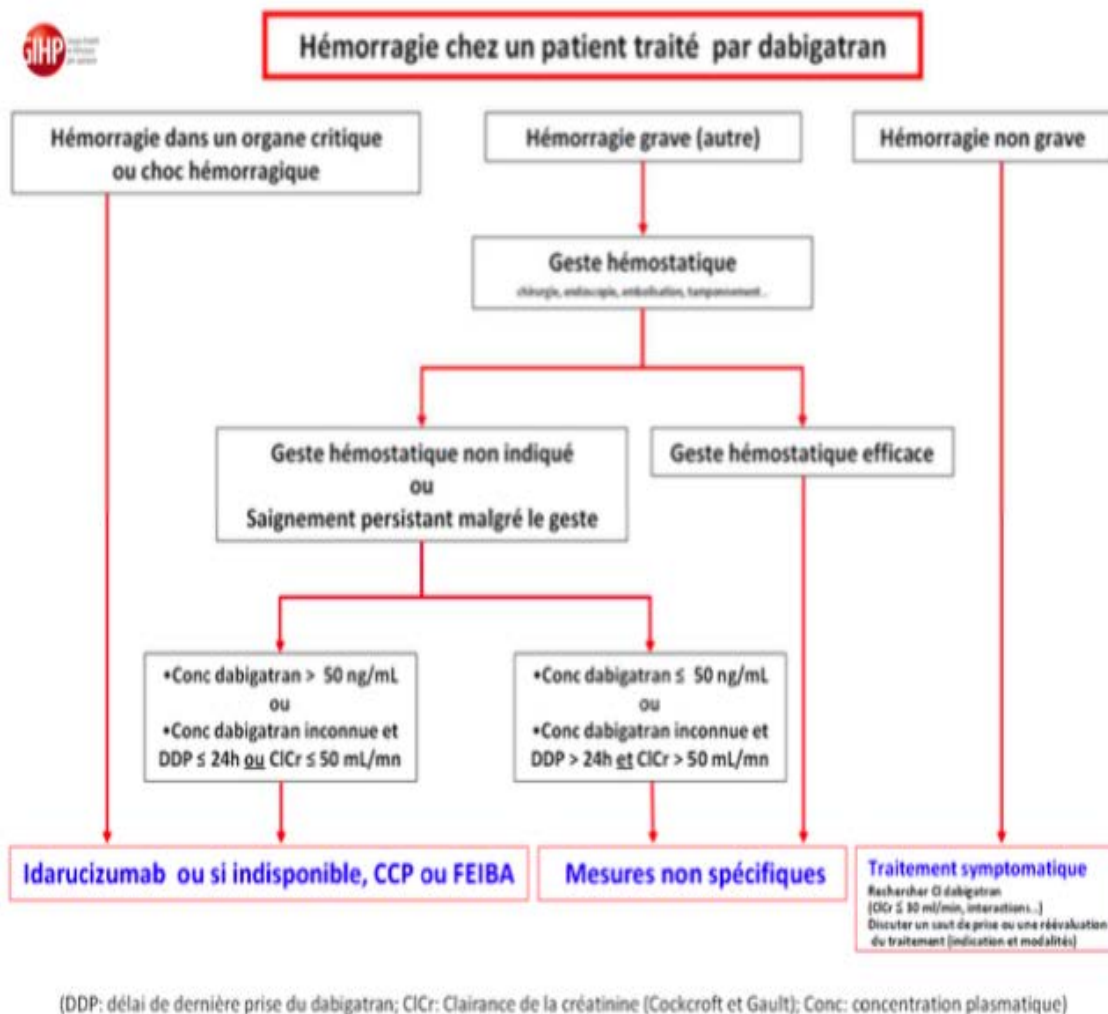 GIHP
Hémorragie chez un patient traité par dabigatran
Hémorragie dans un organe critique
ou choc hémorragique
Hémorragie grave (autre)
Hémorragie non grave
Geste hémostatique
chirurgie, endoscopie, embolisation, tamponnement...
Geste hémostatique non indiqué
ou
Saignement persistant malgré le geste
Geste hémostatique efficace
•Conc dabigatran > 50 ng/mL
ou
•Conc dabigatran inconnue et
DDP ≤ 24h ou ClCr ≤ 50 mL/mn
•Conc dabigatran ≤ 50 ng/mL
ou
•Conc dabigatran inconnue et
DDP > 24h et ClCr > 50 mL/mn
Idarucizumab ou si indisponible, CCP ou FEIBA
Mesures non spécifiques
Traitement symptomatique
Rechercher CI dabigatran
(ClCr ≤ 30 ml/min, interactions...)
Discuter un saut de prise ou une réévaluation
du traitement (indication et modalités)
(DDP: délai de dernière prise du dabigatran; ClCr: Clairance de la créatinine (Cockcroft et Gault); Conc: concentration plasmatique)